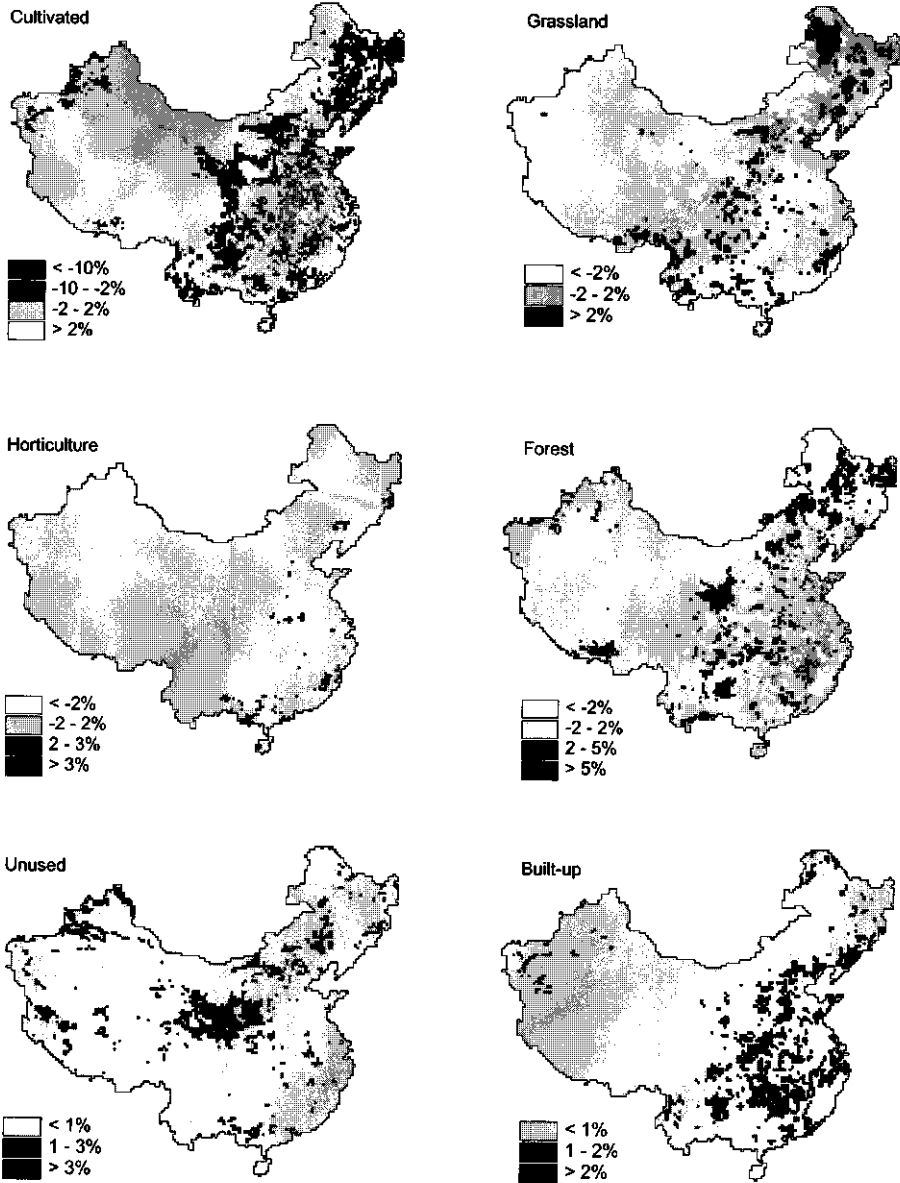 Cultivated
< -10%
-10 - -2%
-2 - 2%
> 2%
Grassland
< -2%
-2 - 2%
> 2%
Horticulture
< -2%
-2 - 2%
2 - 3%
> 3%
Forest
< -2%
-2 - 2%
2 - 5%
> 5%
Unused
< 1%
1 - 3%
> 3%
Built-up
< 1%
1 - 2%
> 2%